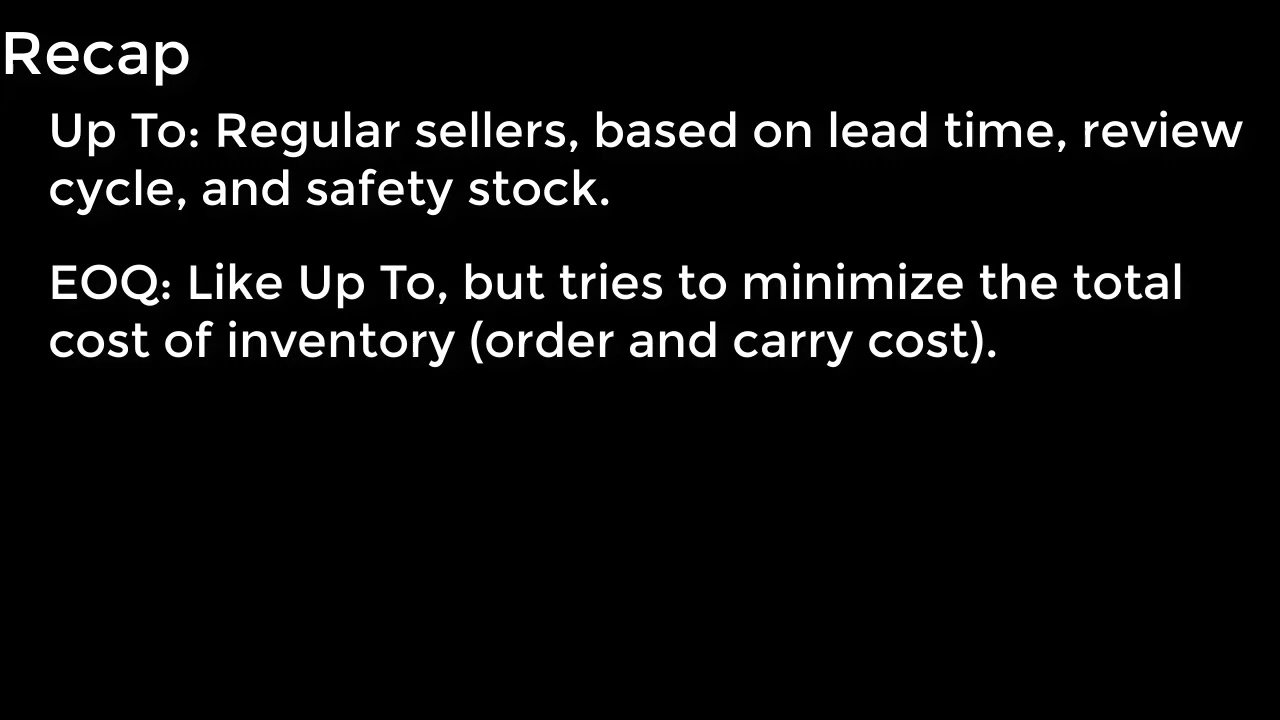 Recap
Up To: Regular sellers, based on lead time, review
cycle, and safety stock.
EOQ: Like Up To, but tries to minimize the total
cost of inventory (order and carry cost).